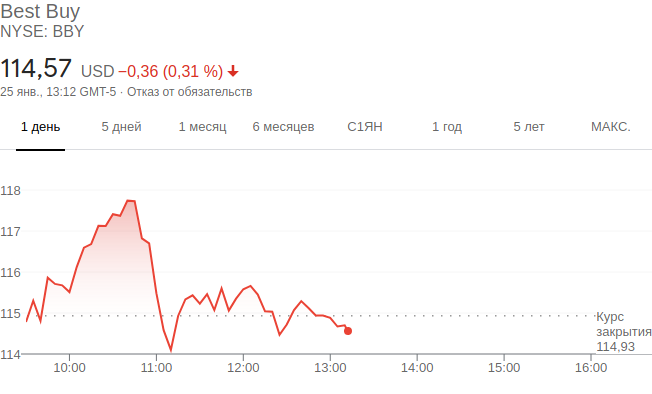 Best Buy
NYSE: BBY
114,57 USD −0,36 (0,31 %)
25 янв., 13:12 GMT-5 · Отказ от обязательств
1 день 5 дней 1 месяц 6 месяцев С1ЯН 1 год 5 лет МАКС.
118
117
116
115
114
Курс
закрытия
114,93
10:00 11:00 12:00 13:00 14:00 15:00 16:00